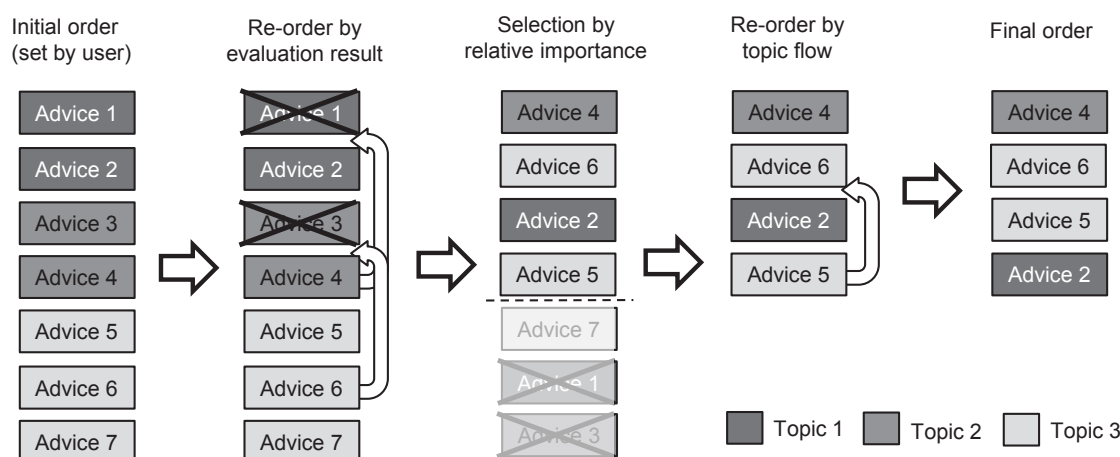 Initial order
(set by user)
Advice 1
Advice 2
Advice 3
Advice 4
Advice 5
Advice 6
Advice 7
Re-order by
evaluation result
Advice 1
Advice 2
Advice 3
Advice 4
Advice 5
Advice 6
Advice 7
Selection by
relative importance
Advice 4
Advice 6
Advice 2
Advice 5
Advice 7
Advice 1
Advice 3
Re-order by
topic flow
Advice 4
Advice 6
Advice 2
Advice 5
Final order
Advice 4
Advice 6
Advice 5
Advice 2
Topic 1
Topic 2
Topic 3